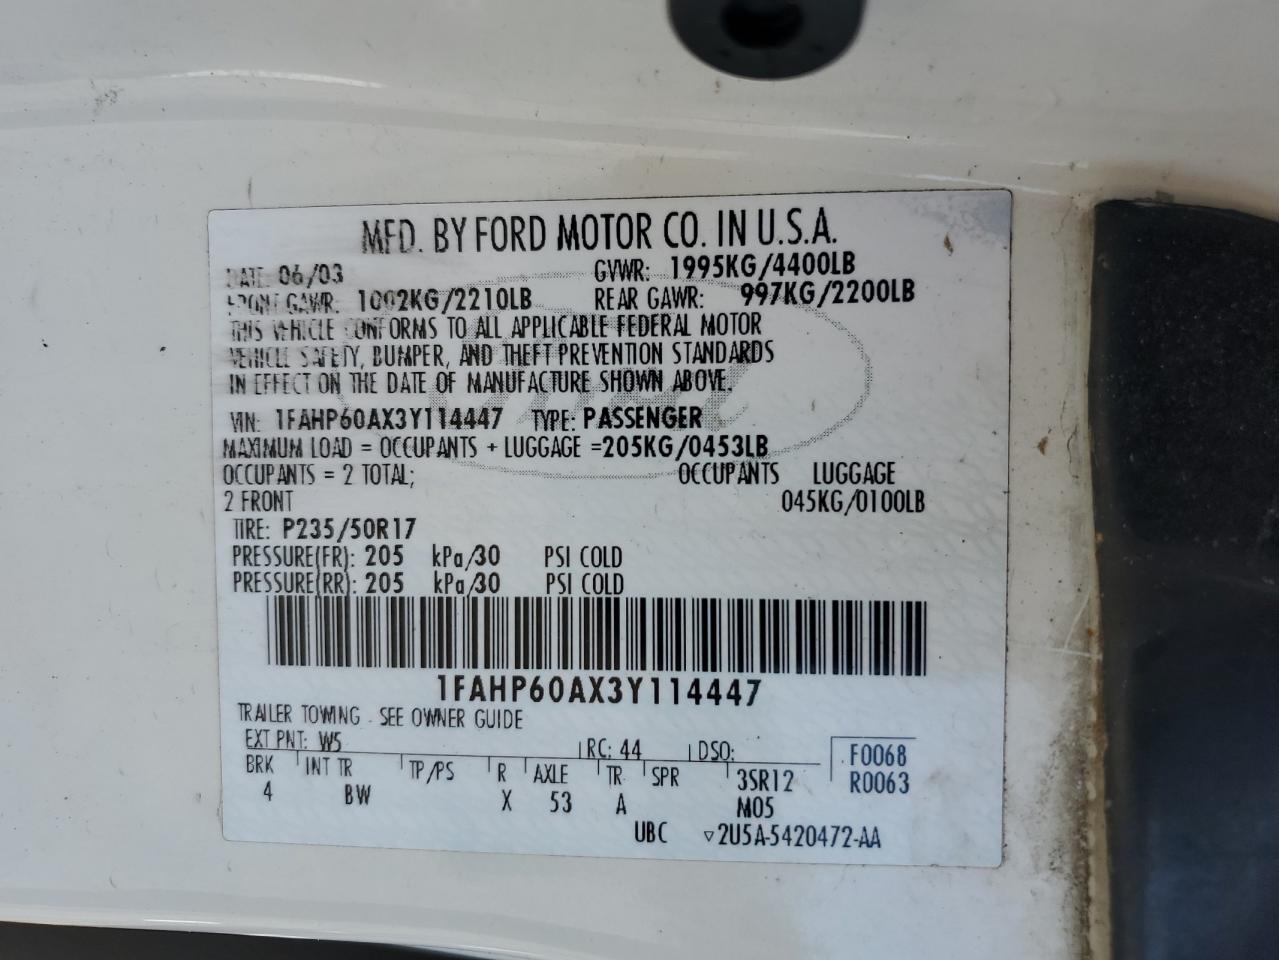 MFD. BY FORD MOTOR CO. IN U.S.A.
DATE: 06/03 GVWR: 1995KG/4400LB
FRONT GAWR: 1002KG/2210LB REAR GAWR: 997KG/2200LB
THIS VEHICLE CONFORMS TO ALL APPLICABLE FEDERAL MOTOR
VEHICLE SAFETY, BUMPER, AND THEFT PREVENTION STANDARDS
IN EFFECT ON THE DATE OF MANUFACTURE SHOWN ABOVE.
VIN: 1FAHP60AX3Y114447 TYPE: PASSENGER
MAXIMUM LOAD = OCCUPANTS + LUGGAGE =205KG/0453LB
OCCUPANTS = 2 TOTAL; OCCUPANTS LUGGAGE
2 FRONT 045KG/0100LB
TIRE: P235/50R17
PRESSURE(FR): 205 kPa/30 PSI COLD
PRESSURE(RR): 205 kPa/30 PSI COLD
1FAHP60AX3Y114447
TRAILER TOWING - SEE OWNER GUIDE
EXT PNT: W5 RC: 44 DSO: F0068
BRK INT TR TP/PS R AXLE TR SPR 3SR12 R0063
4 BW X 53 A M05
UBC ▿2U5A-5420472-AA